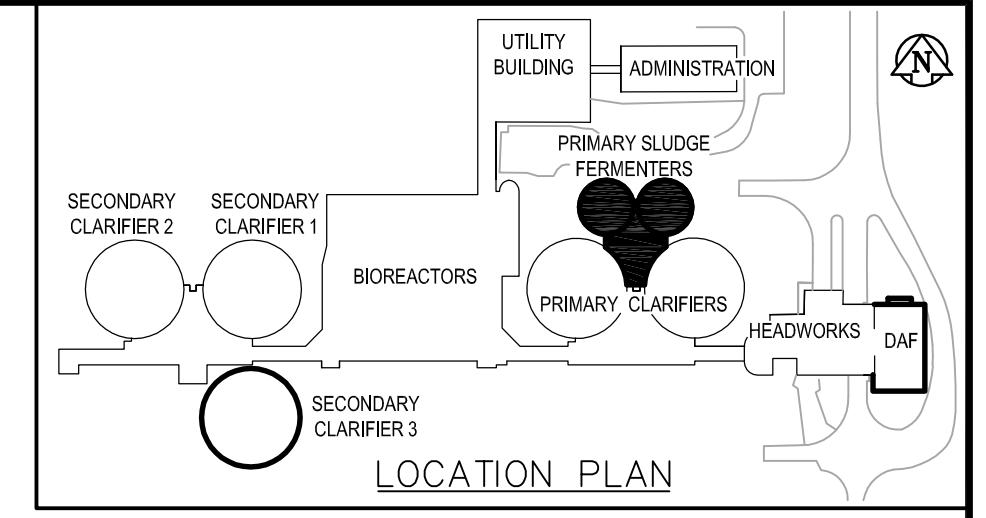 UTILITY
BUILDING
ADMINISTRATION
N
PRIMARY SLUDGE
FERMENTERS
SECONDARY
CLARIFIER 2
SECONDARY
CLARIFIER 1
BIOREACTORS
PRIMARY CLARIFIERS
HEADWORKS
DAF
SECONDARY
CLARIFIER 3
LOCATION PLAN